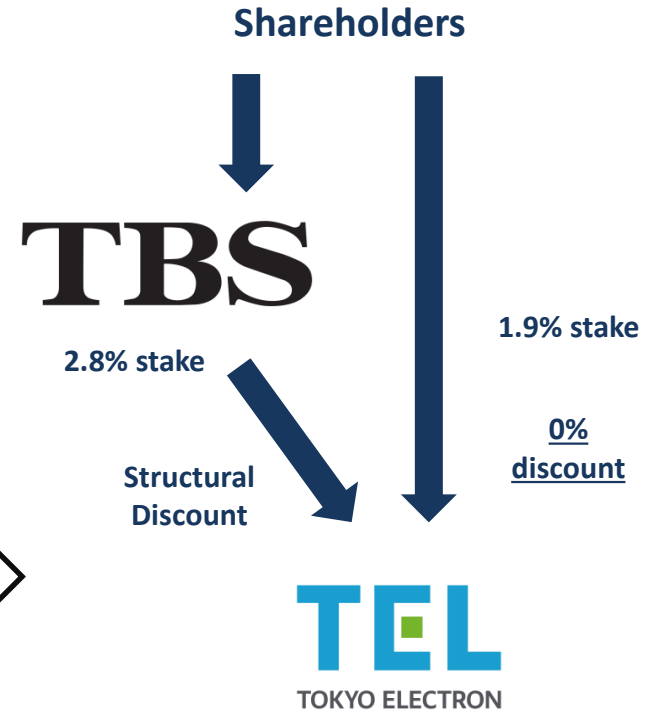 Shareholders
TBS
1.9% stake
2.8% stake
0%
discount
Structural
Discount
TEL
TOKYO ELECTRON